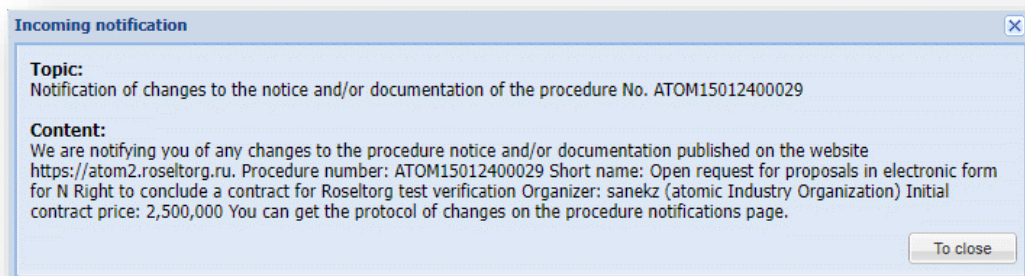 Incoming notification
Topic:
Notification of changes to the notice and/or documentation of the procedure No. ATOM15012400029
Content:
We are notifying you of any changes to the procedure notice and/or documentation published on the website
https://atom2.roseltorg.ru. Procedure number: ATOM15012400029 Short name: Open request for proposals in electronic form
for N Right to conclude a contract for Roseltorg test verification Organizer: sanekz (atomic Industry Organization) Initial
contract price: 2,500,000 You can get the protocol of changes on the procedure notifications page.
To close